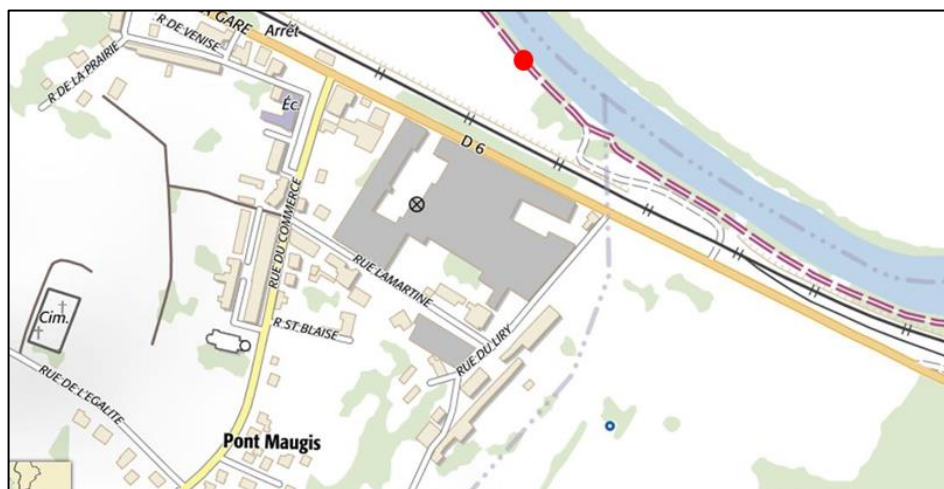 GARE
Arrêt
R DE VENISE
R DE LA PRAIRIE
Éc.
D 6
RUE DU COMMERCE
RUE LAMARTINE
Cim.
R ST BLAISE
RUE DU LIRY
RUE DE L'EGALITE
Pont Maugis